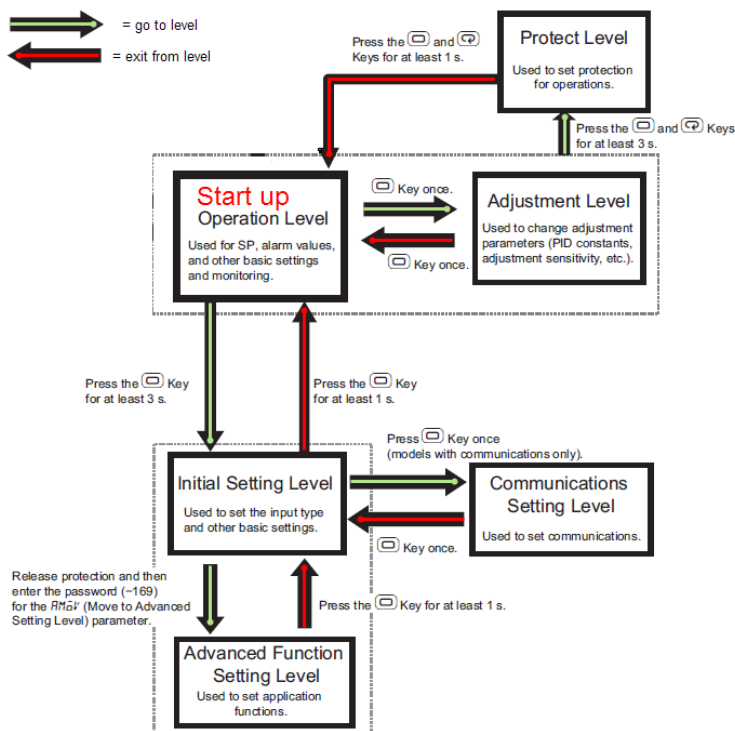 = go to level
= exit from level
Press the and
Keys for at least 1 s.
Protect Level
Used to set protection
for operations.
Press the and Keys
for at least 3 s.
Start up
Operation Level
Used for SP, alarm values,
and other basic settings
and monitoring.
Key once.
Key once.
Adjustment Level
Used to change adjustment
parameters (PID constants,
adjustment sensitivity, etc.).
Press the Key
for at least 3 s.
Press the Key
for at least 1 s.
Initial Setting Level
Used to set the input type
and other basic settings.
Press Key once
(models with communications only).
Key once.
Communications
Setting Level
Used to set communications.
Release protection and then
enter the password (−169)
for the AMOV (Move to Advanced
Setting Level) parameter.
Press the Key for at least 1 s.
Advanced Function
Setting Level
Used to set application
functions.